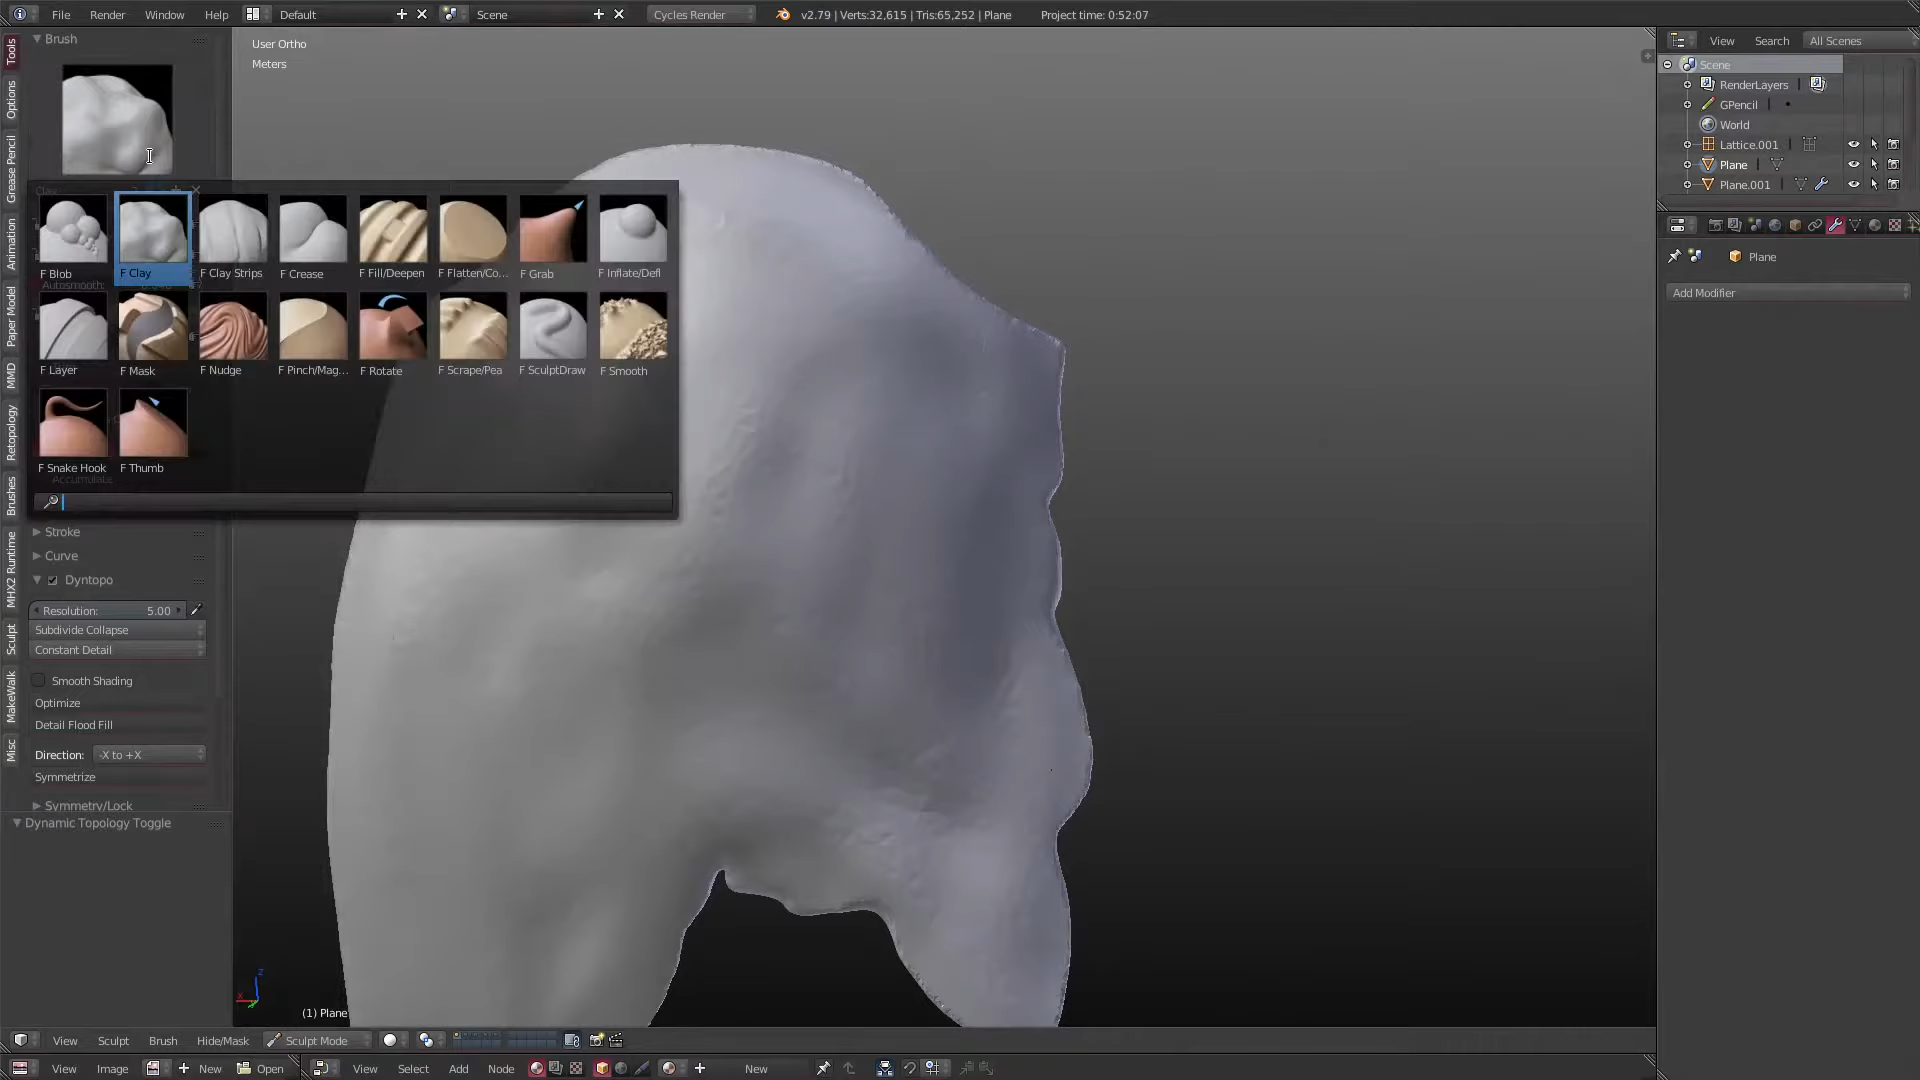 File Render Window Help Default Scene Cycles Render v2.79 | Verts:32,615 | Tris:65,252 | Plane Project time: 0:52:07
Brush
User Ortho
Meters
View Search All Scenes
Scene
RenderLayers
GPencil
World
Lattice.001
Plane
Plane.001
Tools
Options
Grease Pencil
Animation
Paper Model
MMD
Retopology
Brushes
MHX2 Runtime
Sculpt
MakeWalk
Misc
F Blob F Clay F Clay Strips F Crease F Fill/Deepen F Flatten/Co... F Grab F Inflate/Defl
Autosmooth:
F Layer F Mask F Nudge F Pinch/Mag... F Rotate F Scrape/Pea F SculptDraw F Smooth
F Snake Hook F Thumb
Accumulate
Stroke
Curve
Dyntopo
Resolution: 5.00
Subdivide Collapse
Constant Detail
Smooth Shading
Optimize
Detail Flood Fill
Direction: -X to +X
Symmetrize
Symmetry/Lock
Dynamic Topology Toggle
Plane
Add Modifier
z
x
(1) Plane
View Sculpt Brush Hide/Mask Sculpt Mode
View Image New Open View Select Add Node New